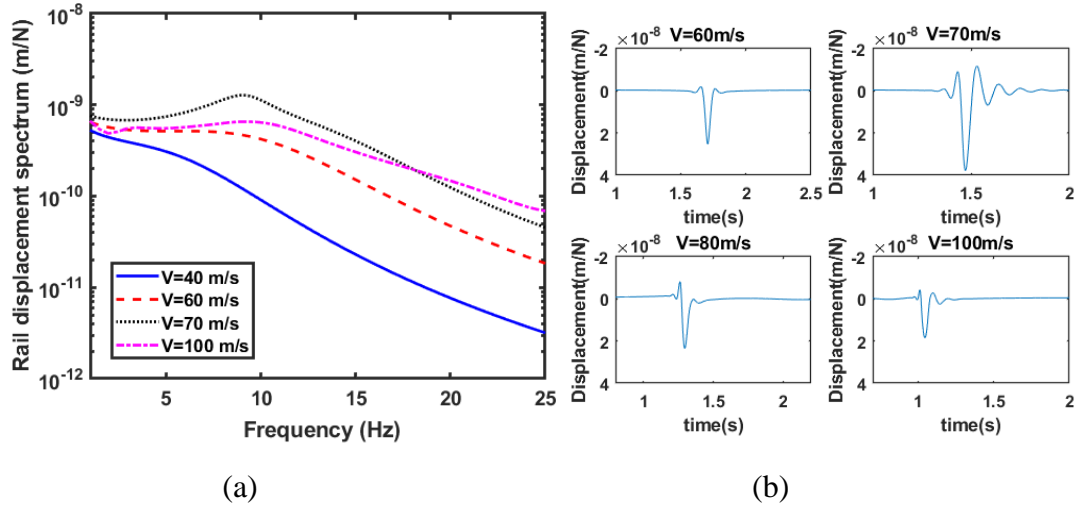 Rail displacement spectrum (m/N)
10^-8
10^-9
10^-10
10^-11
10^-12
V=40 m/s
V=60 m/s
V=70 m/s
V=100 m/s
5 10 15 20 25
Frequency (Hz)
(a)
×10^-8 V=60m/s
Displacement(m/N)
-2
0
2
4
1 1.5 2 2.5
time(s)
×10^-8 V=70m/s
Displacement(m/N)
-2
0
2
4
1 1.5 2
time(s)
×10^-8 V=80m/s
Displacement(m/N)
-2
0
2
4
1 1.5 2
time(s)
×10^-8 V=100m/s
Displacement(m/N)
-2
0
2
4
1 1.5 2
time(s)
(b)